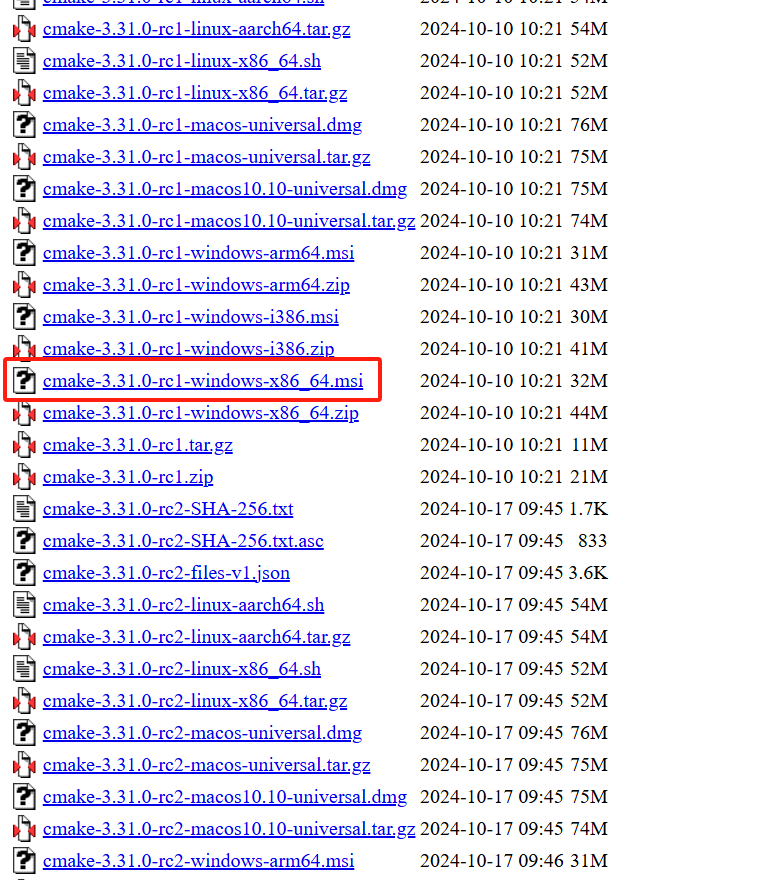 cmake-3.31.0-rc1-linux-aarch64.sh 2024-10-10 10:21 54M
cmake-3.31.0-rc1-linux-aarch64.tar.gz 2024-10-10 10:21 54M
cmake-3.31.0-rc1-linux-x86_64.sh 2024-10-10 10:21 52M
cmake-3.31.0-rc1-linux-x86_64.tar.gz 2024-10-10 10:21 52M
cmake-3.31.0-rc1-macos-universal.dmg 2024-10-10 10:21 76M
cmake-3.31.0-rc1-macos-universal.tar.gz 2024-10-10 10:21 75M
cmake-3.31.0-rc1-macos10.10-universal.dmg 2024-10-10 10:21 75M
cmake-3.31.0-rc1-macos10.10-universal.tar.gz 2024-10-10 10:21 74M
cmake-3.31.0-rc1-windows-arm64.msi 2024-10-10 10:21 31M
cmake-3.31.0-rc1-windows-arm64.zip 2024-10-10 10:21 43M
cmake-3.31.0-rc1-windows-i386.msi 2024-10-10 10:21 30M
cmake-3.31.0-rc1-windows-i386.zip 2024-10-10 10:21 41M
cmake-3.31.0-rc1-windows-x86_64.msi 2024-10-10 10:21 32M
cmake-3.31.0-rc1-windows-x86_64.zip 2024-10-10 10:21 44M
cmake-3.31.0-rc1.tar.gz 2024-10-10 10:21 11M
cmake-3.31.0-rc1.zip 2024-10-10 10:21 21M
cmake-3.31.0-rc2-SHA-256.txt 2024-10-17 09:45 1.7K
cmake-3.31.0-rc2-SHA-256.txt.asc 2024-10-17 09:45 833
cmake-3.31.0-rc2-files-v1.json 2024-10-17 09:45 3.6K
cmake-3.31.0-rc2-linux-aarch64.sh 2024-10-17 09:45 54M
cmake-3.31.0-rc2-linux-aarch64.tar.gz 2024-10-17 09:45 54M
cmake-3.31.0-rc2-linux-x86_64.sh 2024-10-17 09:45 52M
cmake-3.31.0-rc2-linux-x86_64.tar.gz 2024-10-17 09:45 52M
cmake-3.31.0-rc2-macos-universal.dmg 2024-10-17 09:45 76M
cmake-3.31.0-rc2-macos-universal.tar.gz 2024-10-17 09:45 75M
cmake-3.31.0-rc2-macos10.10-universal.dmg 2024-10-17 09:45 75M
cmake-3.31.0-rc2-macos10.10-universal.tar.gz 2024-10-17 09:45 74M
cmake-3.31.0-rc2-windows-arm64.msi 2024-10-17 09:46 31M